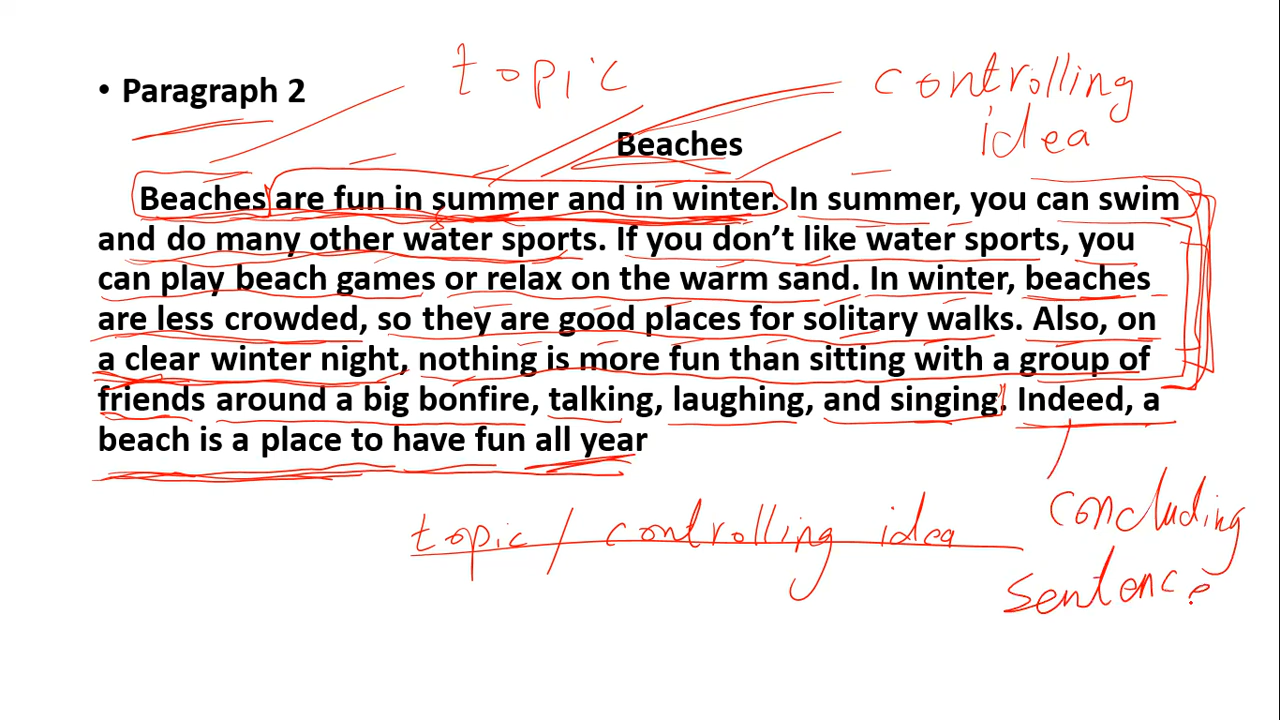 topic
controlling
idea
• Paragraph 2
Beaches
Beaches are fun in summer and in winter. In summer, you can swim
and do many other water sports. If you don’t like water sports, you
can play beach games or relax on the warm sand. In winter, beaches
are less crowded, so they are good places for solitary walks. Also, on
a clear winter night, nothing is more fun than sitting with a group of
friends around a big bonfire, talking, laughing, and singing. Indeed, a
beach is a place to have fun all year
topic / controlling idea
concluding
sentence